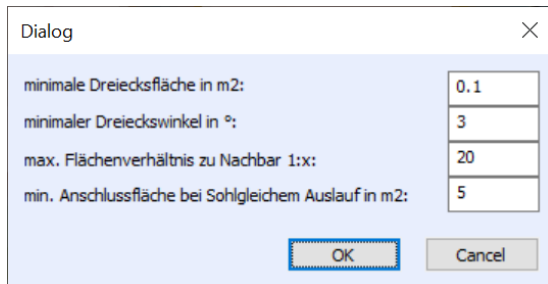 Dialog
minimale Dreiecksfläche in m2: 0.1
minimaler Dreieckswinkel in °: 3
max. Flächenverhältnis zu Nachbar 1:x: 20
min. Anschlussfläche bei Sohlgleichem Auslauf in m2: 5
OK Cancel